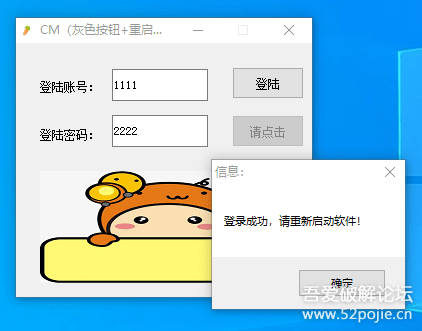 CM（灰色按钮+重启...
登陆账号：
1111
登陆
登陆密码：
2222
请点击
信息：
登录成功，请重新启动软件！
确定
吾爱破解论坛
www.52pojie.cn